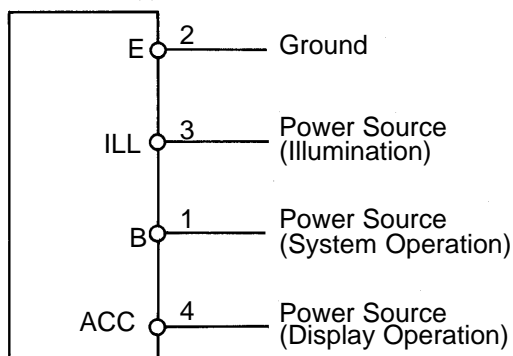 E 2 Ground
ILL 3 Power Source
(Illumination)
B 1 Power Source
(System Operation)
ACC 4 Power Source
(Display Operation)